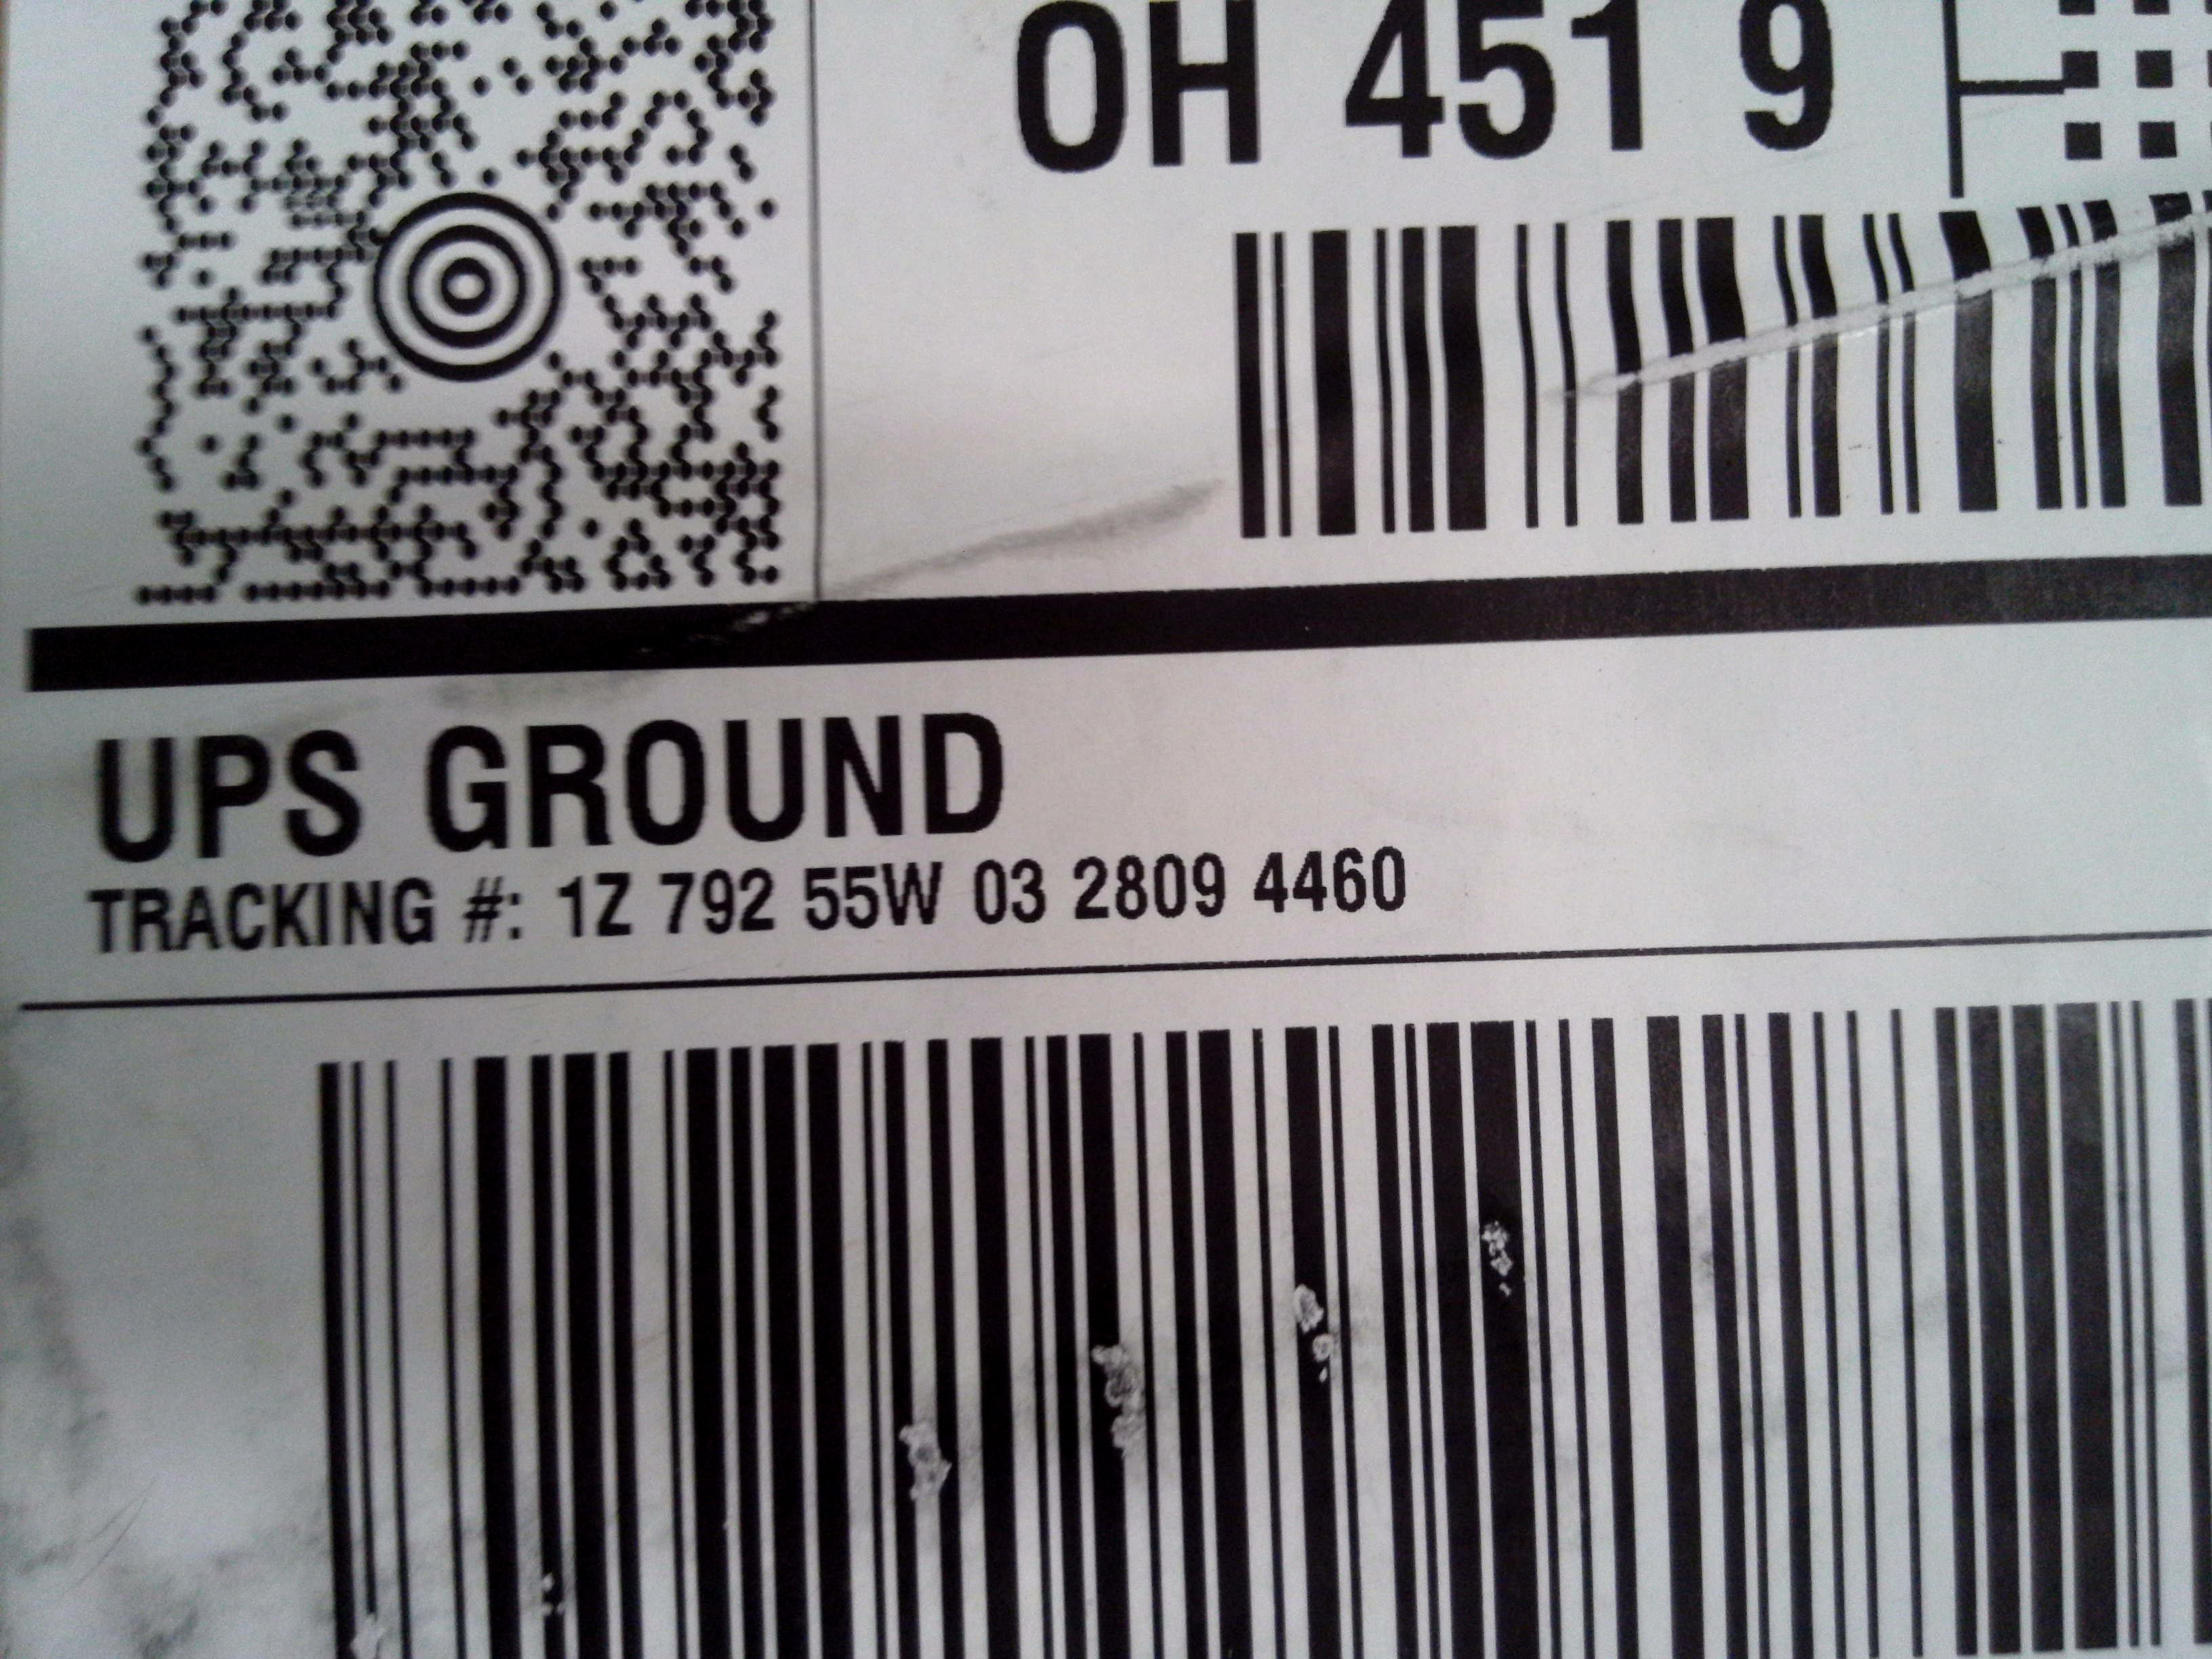 OH 451 9
UPS GROUND
TRACKING #: 1Z 792 55W 03 2809 4460